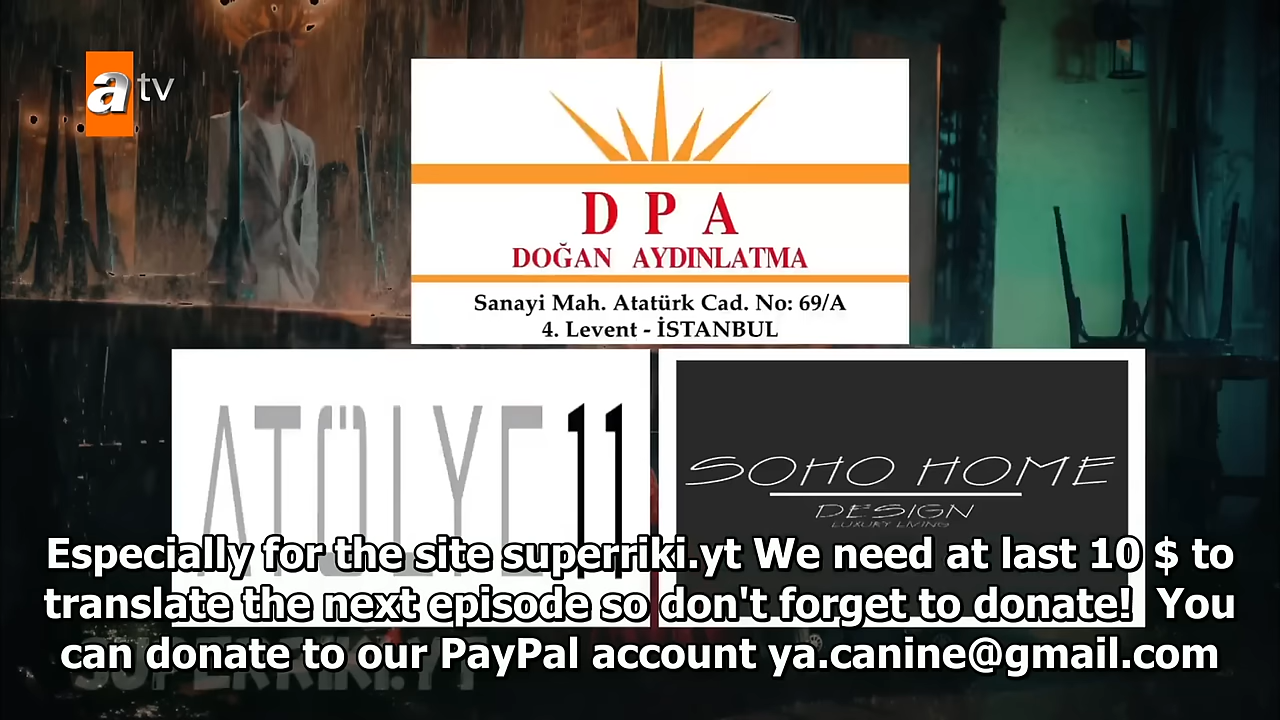 atv
DPA
DOĞAN AYDINLATMA
Sanayi Mah. Atatürk Cad. No: 69/A
4. Levent - İSTANBUL
ATÖLYE 11
SOHO HOME
DESIGN
LUXURY LIVING
Especially for the site superriki.yt We need at last 10 $ to
translate the next episode so don't forget to donate! You
can donate to our PayPal account ya.canine@gmail.com
SUPERRIKI.YT